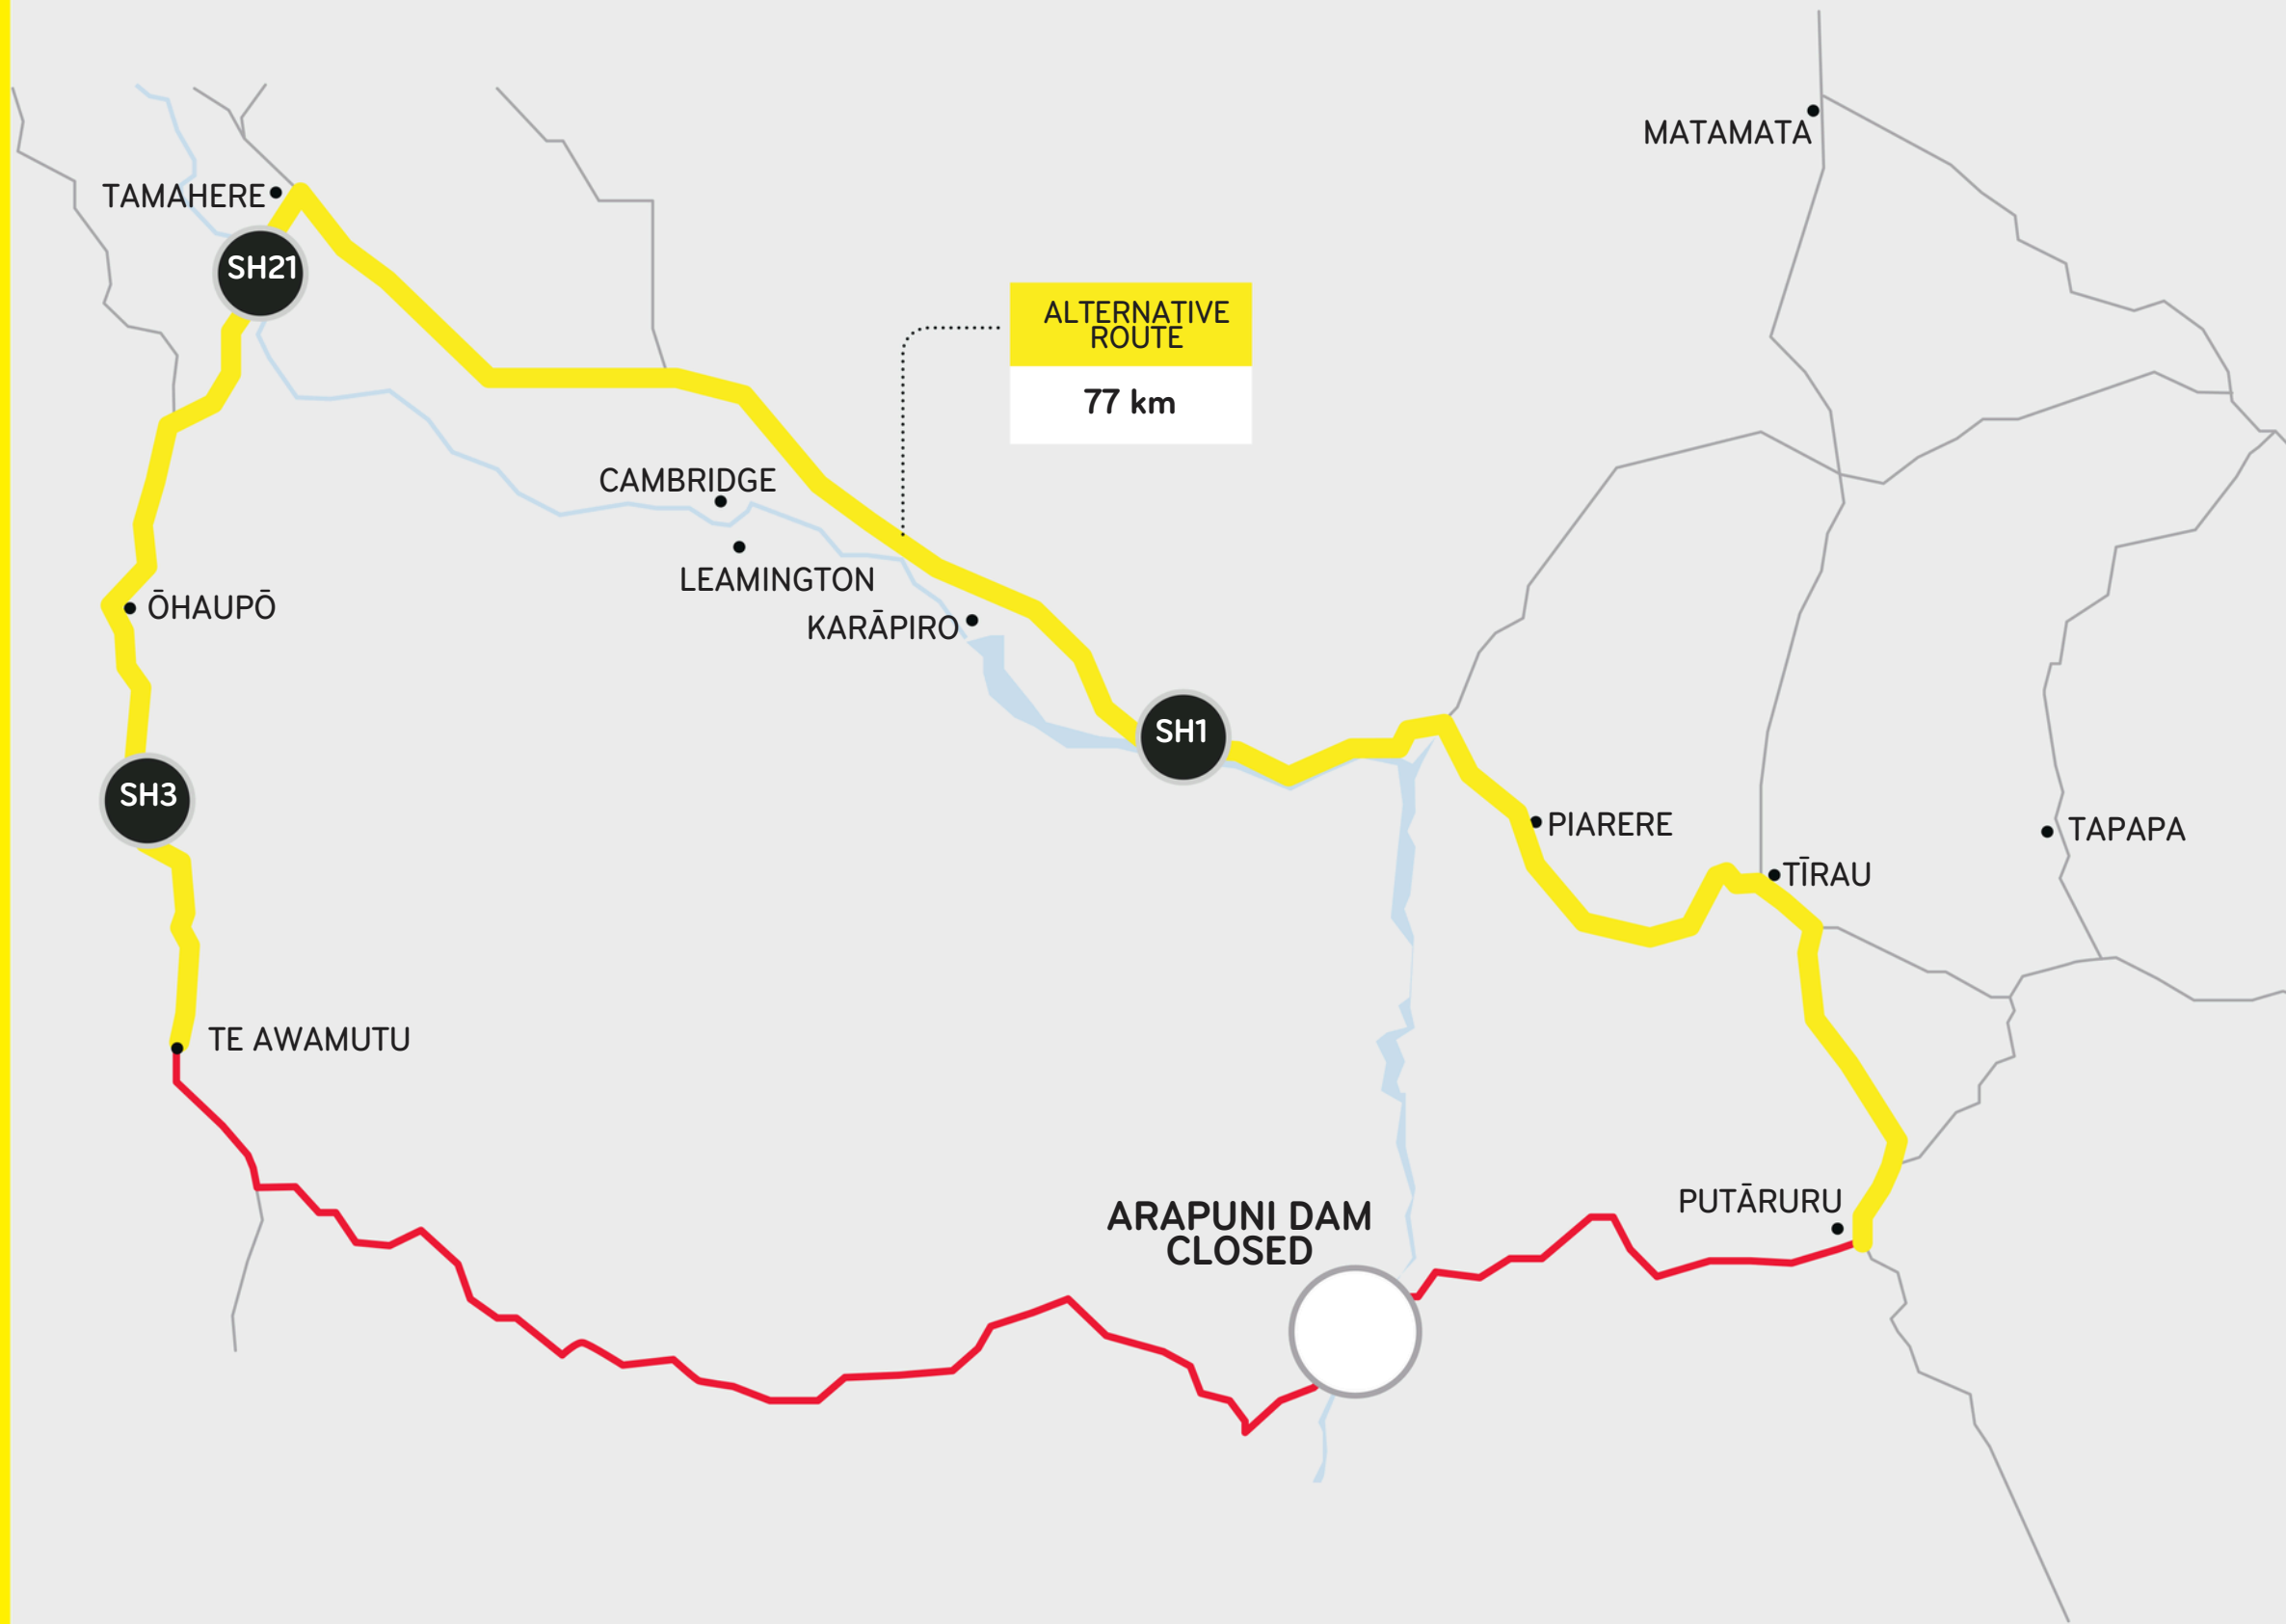 MATAMATA
TAMAHERE
SH21
ALTERNATIVE
ROUTE
77 km
CAMBRIDGE
LEAMINGTON
ŌHAUPŌ
KARĀPIRO
SH1
SH3
PIARERE
TAPAPA
TĪRAU
TE AWAMUTU
PUTĀRURU
ARAPUNI DAM
CLOSED